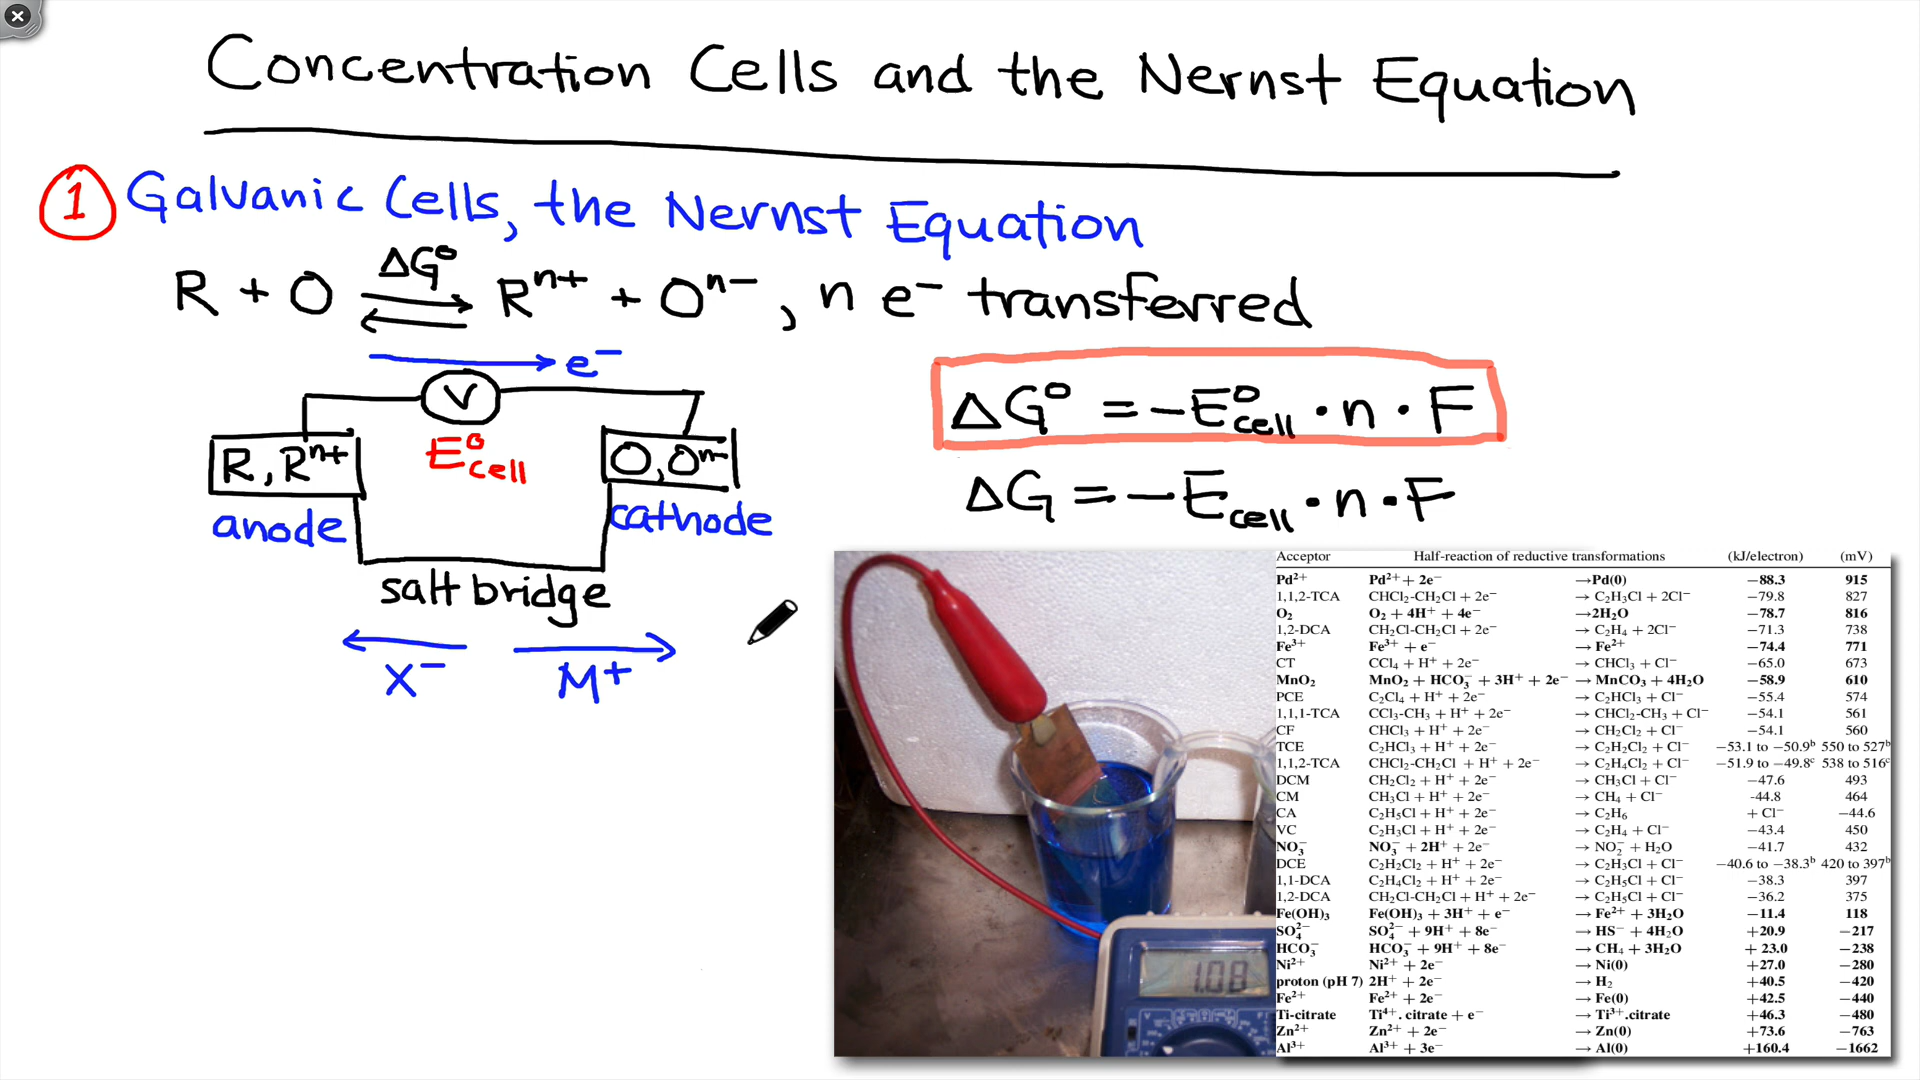 Concentration Cells and the Nernst Equation
1 Galvanic Cells, the Nernst Equation
R + O ΔG⁰ ⇌ Rⁿ⁺ + Oⁿ⁻, n e⁻ transferred
e⁻
V
R, Rⁿ⁺ E⁰cell O, Oⁿ⁻
anode cathode
salt bridge
X⁻ M⁺
ΔG⁰ = -E⁰cell · n · F
ΔG = -Ecell · n · F
1.08
Acceptor Half-reaction of reductive transformations (kJ/electron) (mV)
Pd²⁺ Pd²⁺ + 2e⁻ →Pd(0) −88.3 915
1,1,2-TCA CHCl₂-CH₂Cl + 2e⁻ → C₂H₃Cl + 2Cl⁻ −79.8 827
O₂ O₂ + 4H⁺ + 4e⁻ →2H₂O −78.7 816
1,2-DCA CH₂Cl-CH₂Cl + 2e⁻ → C₂H₄ + 2Cl⁻ −71.3 738
Fe³⁺ Fe³⁺ + e⁻ → Fe²⁺ −74.4 771
CT CCl₄ + H⁺ + 2e⁻ → CHCl₃ + Cl⁻ −65.0 673
MnO₂ MnO₂ + HCO₃⁻ + 3H⁺ + 2e⁻ → MnCO₃ + 4H₂O −58.9 610
PCE C₂Cl₄ + H⁺ + 2e⁻ → C₂HCl₃ + Cl⁻ −55.4 574
1,1,1-TCA CCl₃-CH₃ + H⁺ + 2e⁻ → CHCl₂-CH₃ + Cl⁻ −54.1 561
CF CHCl₃ + H⁺ + 2e⁻ → CH₂Cl₂ + Cl⁻ −54.1 560
TCE C₂HCl₃ + H⁺ + 2e⁻ → C₂H₂Cl₂ + Cl⁻ −53.1 to −50.9ᵇ 550 to 527ᵇ
1,1,2-TCA CHCl₂-CH₂Cl + H⁺ + 2e⁻ → C₂H₄Cl₂ + Cl⁻ −51.9 to −49.8ᶜ 538 to 516ᶜ
DCM CH₂Cl₂ + H⁺ + 2e⁻ → CH₃Cl + Cl⁻ −47.6 493
CM CH₃Cl + H⁺ + 2e⁻ → CH₄ + Cl⁻ -44.8 464
CA C₂H₅Cl + H⁺ + 2e⁻ → C₂H₆ + Cl⁻ −44.6
VC C₂H₃Cl + H⁺ + 2e⁻ → C₂H₄ + Cl⁻ −43.4 450
NO₃⁻ NO₃⁻ + 2H⁺ + 2e⁻ → NO₂⁻ + H₂O −41.7 432
DCE C₂H₂Cl₂ + H⁺ + 2e⁻ → C₂H₃Cl + Cl⁻ −40.6 to −38.3ᵇ 420 to 397ᵇ
1,1-DCA C₂H₄Cl₂ + H⁺ + 2e⁻ → C₂H₅Cl + Cl⁻ −38.3 397
1,2-DCA CH₂Cl-CH₂Cl + H⁺ + 2e⁻ → C₂H₅Cl + Cl⁻ −36.2 375
Fe(OH)₃ Fe(OH)₃ + 3H⁺ + e⁻ → Fe²⁺ + 3H₂O −11.4 118
SO₄²⁻ SO₄²⁻ + 9H⁺ + 8e⁻ → HS⁻ + 4H₂O +20.9 −217
HCO₃⁻ HCO₃⁻ + 9H⁺ + 8e⁻ → CH₄ + 3H₂O + 23.0 −238
Ni²⁺ Ni²⁺ + 2e⁻ → Ni(0) +27.0 −280
proton (pH 7) 2H⁺ + 2e⁻ → H₂ +40.5 −420
Fe²⁺ Fe²⁺ + 2e⁻ → Fe(0) +42.5 −440
Ti-citrate Ti⁴⁺. citrate + e⁻ → Ti³⁺.citrate +46.3 −480
Zn²⁺ Zn²⁺ + 2e⁻ → Zn(0) +73.6 −763
Al³⁺ Al³⁺ + 3e⁻ → Al(0) +160.4 −1662